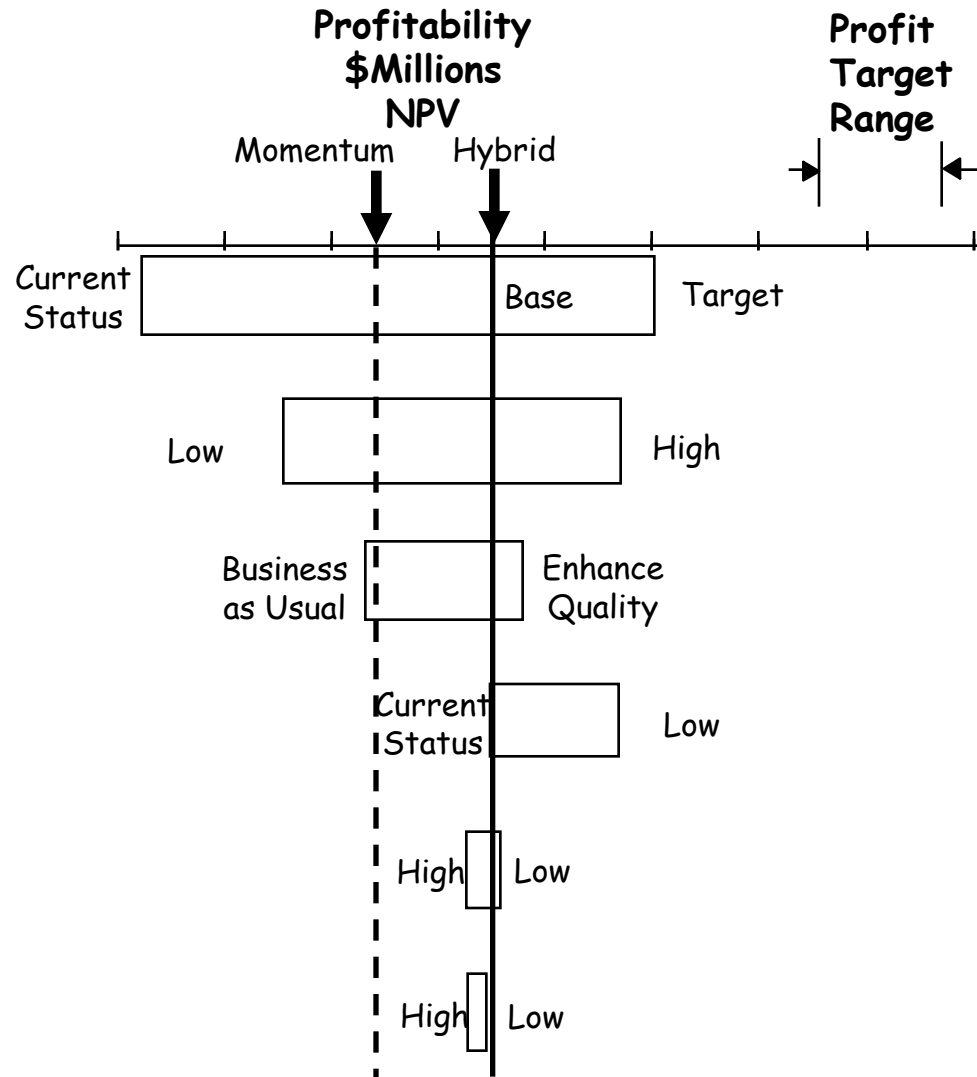 Profitability
$Millions
NPV
Profit
Target
Range
Momentum
Hybrid
Current
Status
Base
Target
Low
High
Business
as Usual
Enhance
Quality
Current
Status
Low
High
Low
High
Low